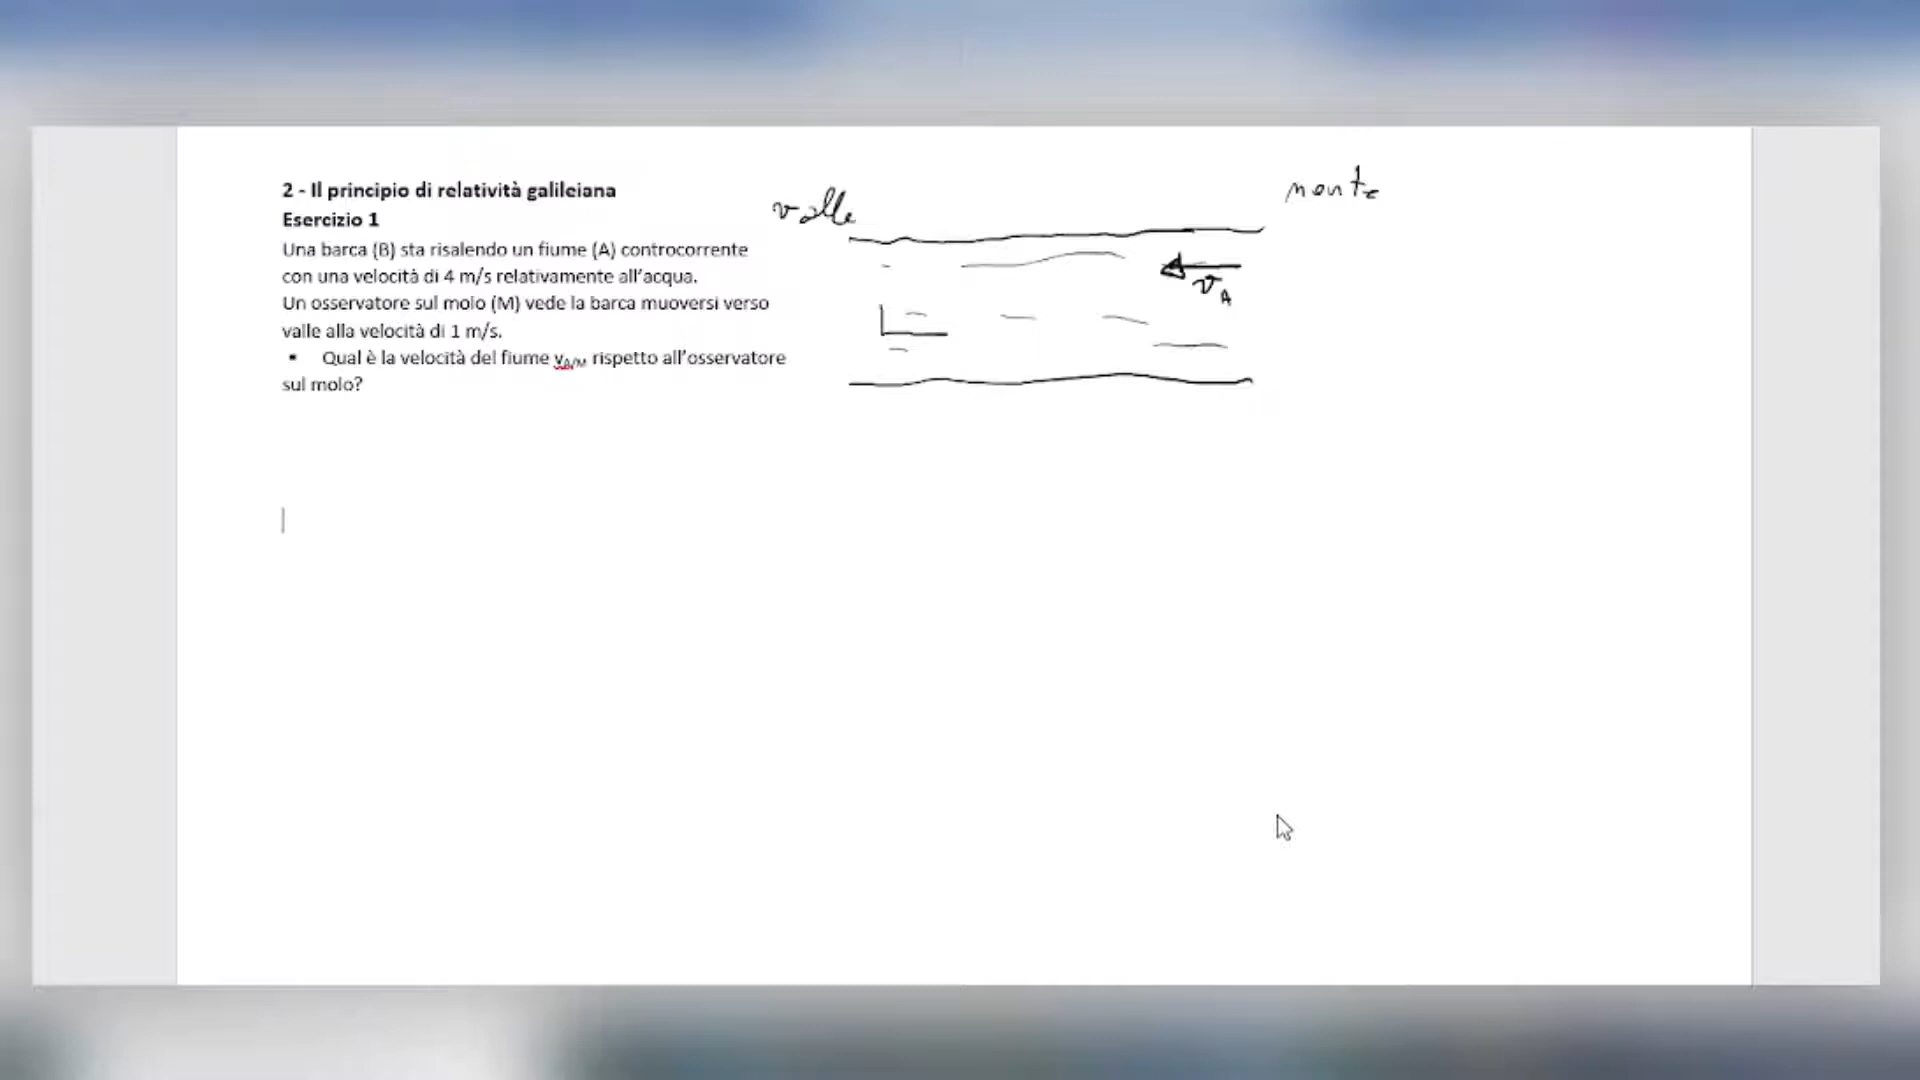 2 - Il principio di relatività galileiana
Esercizio 1
Una barca (B) sta risalendo un fiume (A) controcorrente
con una velocità di 4 m/s relativamente all'acqua.
Un osservatore sul molo (M) vede la barca muoversi verso
valle alla velocità di 1 m/s.
▪ Qual è la velocità del fiume vA/M rispetto all'osservatore
sul molo?
valle
monte
vA